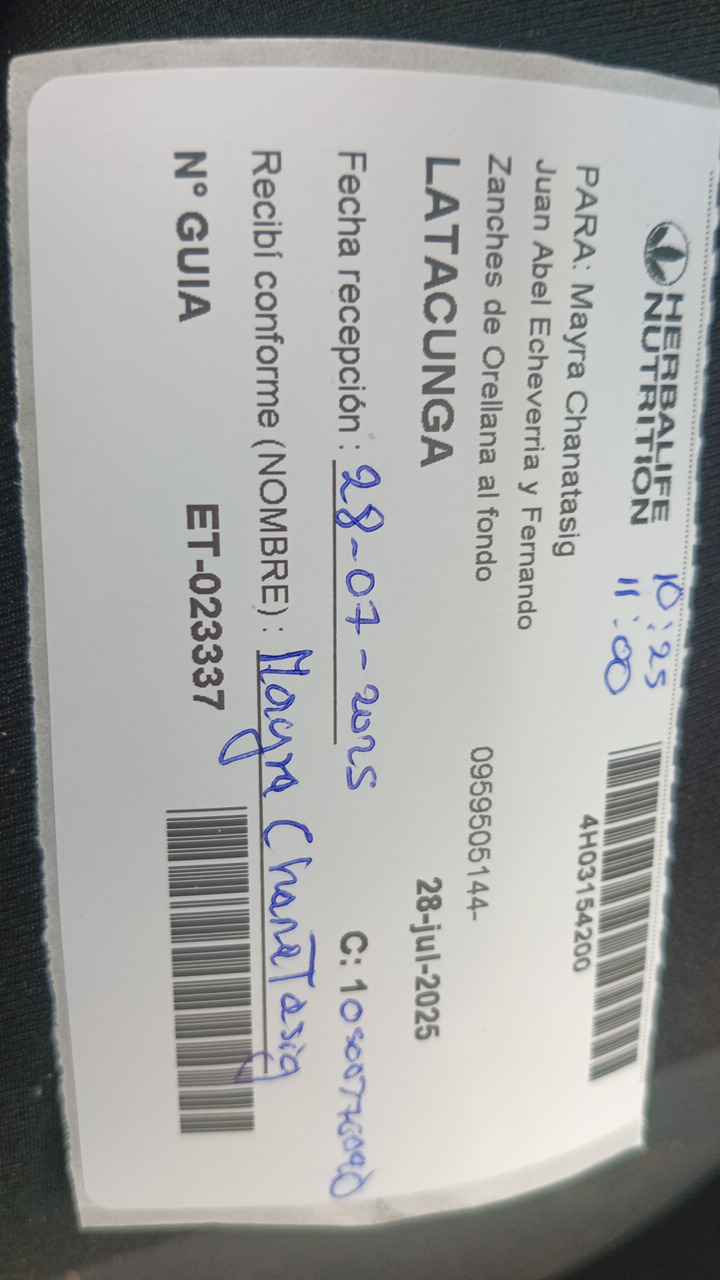 HERBALIFE
NUTRITION
10:25
11:00
4H03154200
PARA: Mayra Chanatasig
Juan Abel Echeverria y Fernando
Zanches de Orellana al fondo
0959505144-
LATACUNGA
28-jul-2025
Fecha recepción : 28-07-2025
C: 1
Recibí conforme (NOMBRE) : Mayra Chanatasig
N° GUIA
ET-023337